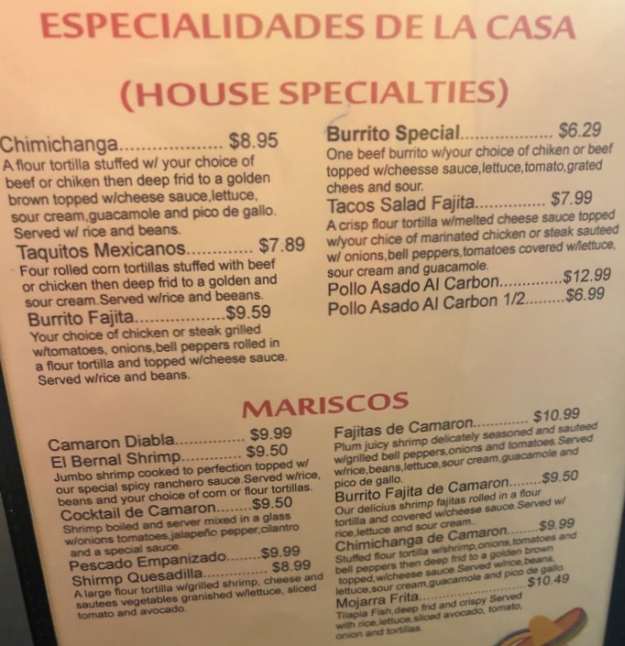 ESPECIALIDADES DE LA CASA
(HOUSE SPECIALTIES)
Chimichanga................... $8.95
A flour tortilla stuffed w/ your choice of
beef or chiken then deep frid to a golden
brown topped w/cheese sauce,lettuce,
sour cream,guacamole and pico de gallo.
Served w/ rice and beans.
Taquitos Mexicanos............ $7.89
Four rolled corn tortillas stuffed with beef
or chicken then deep frid to a golden and
sour cream.Served w/rice and beeans.
Burrito Fajita.................$9.59
Your choice of chicken or steak grilled
w/tomatoes, onions,bell peppers rolled in
a flour tortilla and topped w/cheese sauce.
Served w/rice and beans.
Burrito Special................. $6.29
One beef burrito w/your choice of chiken or beef
topped w/cheesse sauce,lettuce,tomato,grated
chees and sour.
Tacos Salad Fajita............. $7.99
A crisp flour tortilla w/melted cheese sauce topped
w/your chice of marinated chicken or steak sauteed
w/ onions,bell peppers,tomatoes covered w/lettuce,
sour cream and guacamole.
Pollo Asado Al Carbon.............$12.99
Pollo Asado Al Carbon 1/2.........$6.99
MARISCOS
Camaron Diabla.............. $9.99
El Bernal Shrimp............ $9.50
Jumbo shrimp cooked to perfection topped w/
our special spicy ranchero sauce.Served w/rice,
beans and your choice of corn or flour tortillas.
Cocktail de Camaron.......$9.50
Shrimp boiled and server mixed in a glass
w/onions tomatoes,jalapeño pepper,cilantro
and a special sauce.
Pescado Empanizado.......$9.99
Shirmp Quesadilla............. $8.99
A large flour tortilla w/grilled shrimp, cheese and
sautees vegetables granished w/lettuce, sliced
tomato and avocado.
Fajitas de Camaron............ $10.99
Plum juicy shrimp delicately seasoned and sauteed
w/grilled bell peppers,onions and tomatoes.Served
w/rice,beans,lettuce,sour cream,guacamole and
pico de gallo.
Burrito Fajita de Camaron........$9.50
Our delicius shrimp fajitas rolled in a flour
tortilla and covered w/cheese sauce.Served w/
rice,lettuce and sour cream.
Chimichanga de Camaron........$9.99
Stuffed flour tortilla w/shrimp,onions,tomatoes and
bell peppers then deep frid to a golden brown
topped,w/cheese sauce.Served w/rice,beans,
lettuce,sour cream,guacamole and pico de gallo.
Mojarra Frita........................ $10.49
Tilapia Fish,deep frid and crispy Served
with rice,lettuce,sliced avocado, tomato,
onion and tortillas.